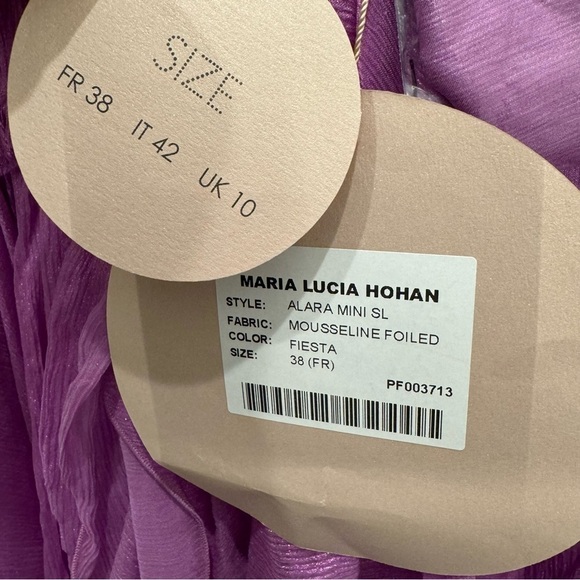 SIZE
FR 38 IT 42 UK 10
MARIA LUCIA HOHAN
STYLE: ALARA MINI SL
FABRIC: MOUSSELINE FOILED
COLOR: FIESTA
SIZE: 38 (FR)
PF003713